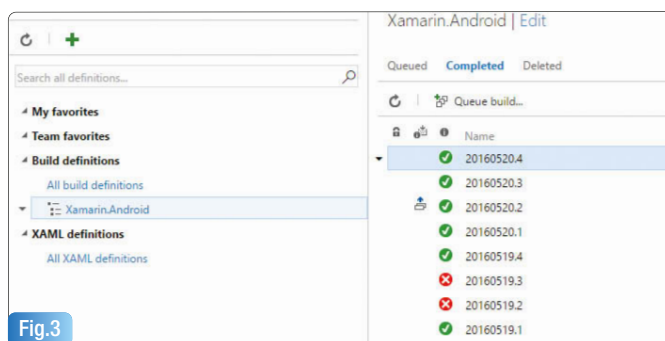 Search all definitions...
My favorites
Team favorites
Build definitions
All build definitions
Xamarin.Android
XAML definitions
All XAML definitions
Fig.3
Xamarin.Android | Edit
Queued Completed Deleted
Queue build...
Name
20160520.4
20160520.3
20160520.2
20160520.1
20160519.4
20160519.3
20160519.2
20160519.1